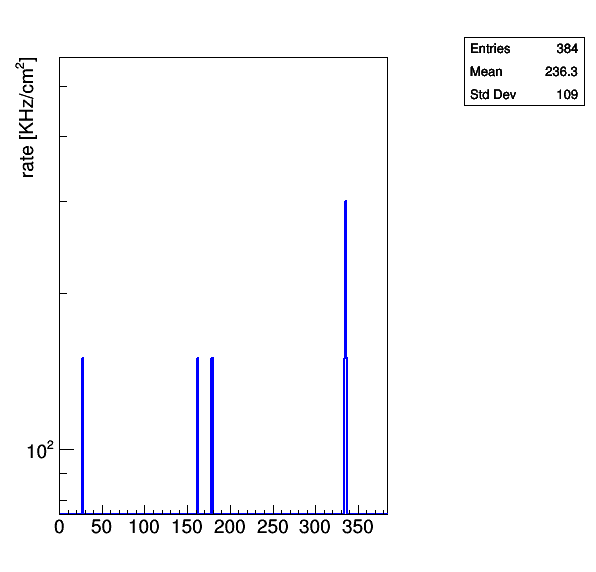 Entries 384
Mean 236.3
Std Dev 109
rate [KHz/cm²]
10²
0 50 100 150 200 250 300 350